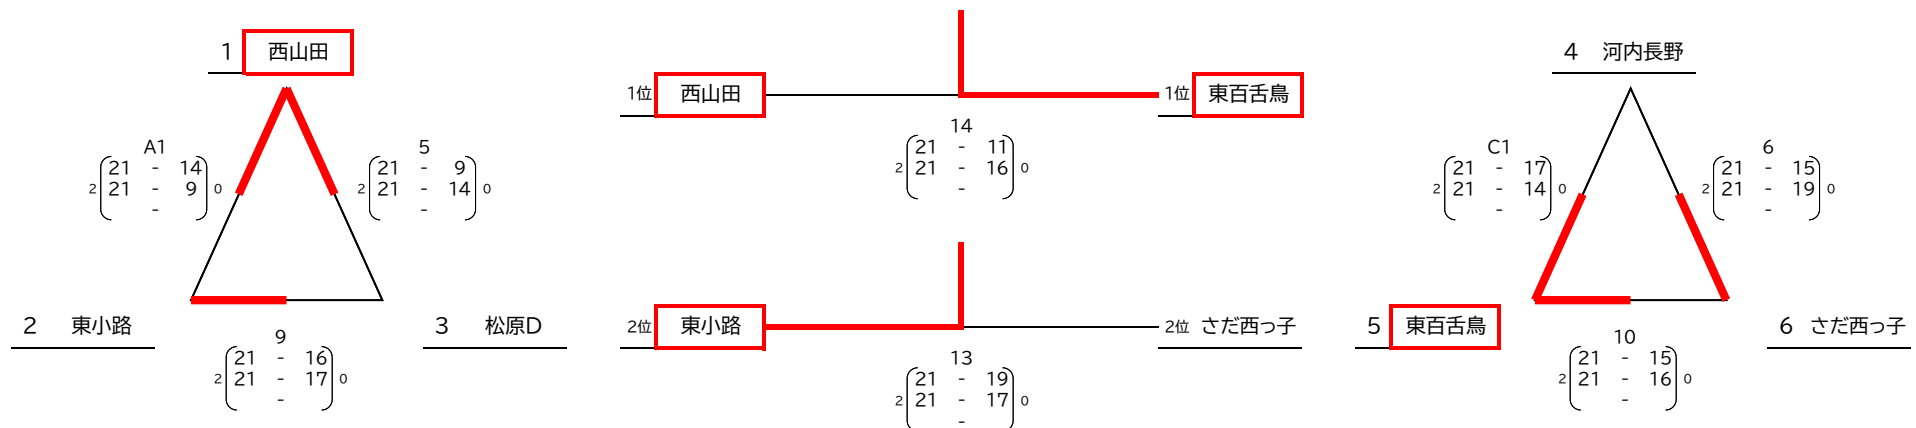 1 西山田
A1
2 21 - 14 0
21 - 9
-
5
2 21 - 9 0
21 - 14
-
2 東小路
3 松原D
9
2 21 - 16 0
21 - 17
-
1位 西山田
1位 東百舌鳥
14
2 21 - 11 0
21 - 16
-
2位 東小路
2位 さだ西っ子
13
2 21 - 19 0
21 - 17
-
4 河内長野
C1
2 21 - 17 0
21 - 14
-
6
2 21 - 15 0
21 - 19
-
5 東百舌鳥
6 さだ西っ子
10
2 21 - 15 0
21 - 16
-